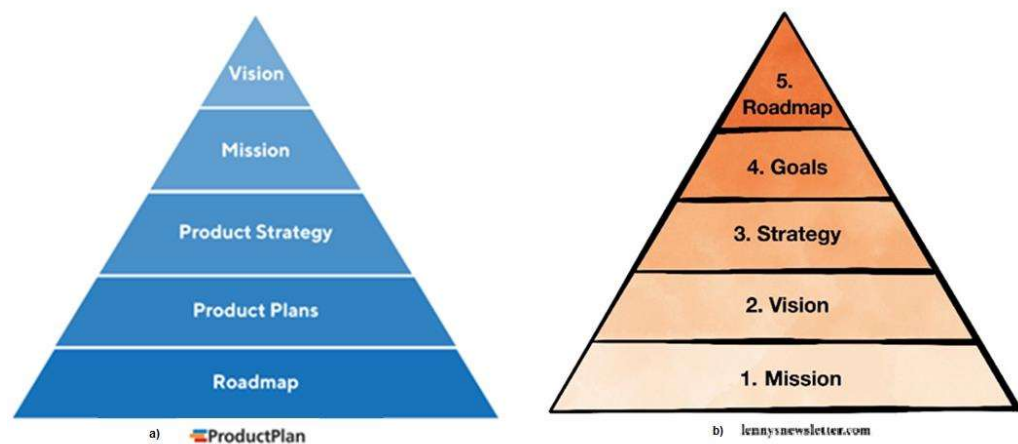 Vision
Mission
Product Strategy
Product Plans
Roadmap
a) ProductPlan
5.
Roadmap
4. Goals
3. Strategy
2. Vision
1. Mission
b) lennysnewsletter.com